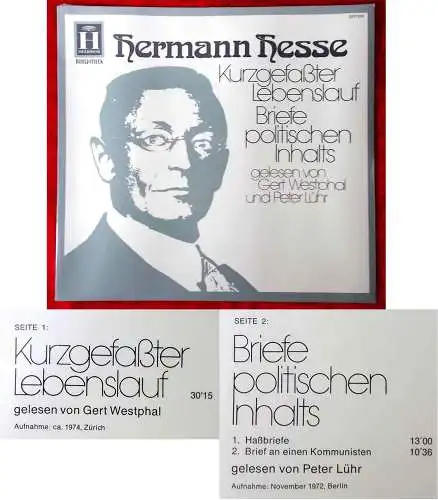 H
BIBLIOTHEK
Hermann Hesse
Kurzgefaßter
Lebenslauf
Briefe
politischen
Inhalts
gelesen von
Gert Westphal
und Peter Lühr
SEITE 1:
Kurzgefaßter
Lebenslauf 30'15
gelesen von Gert Westphal
Aufnahme: ca. 1974, Zürich
SEITE 2:
Briefe
politischen
Inhalts
1. Haßbriefe 13'00
2. Brief an einen Kommunisten 10'36
gelesen von Peter Lühr
Aufnahme: November 1972, Berlin